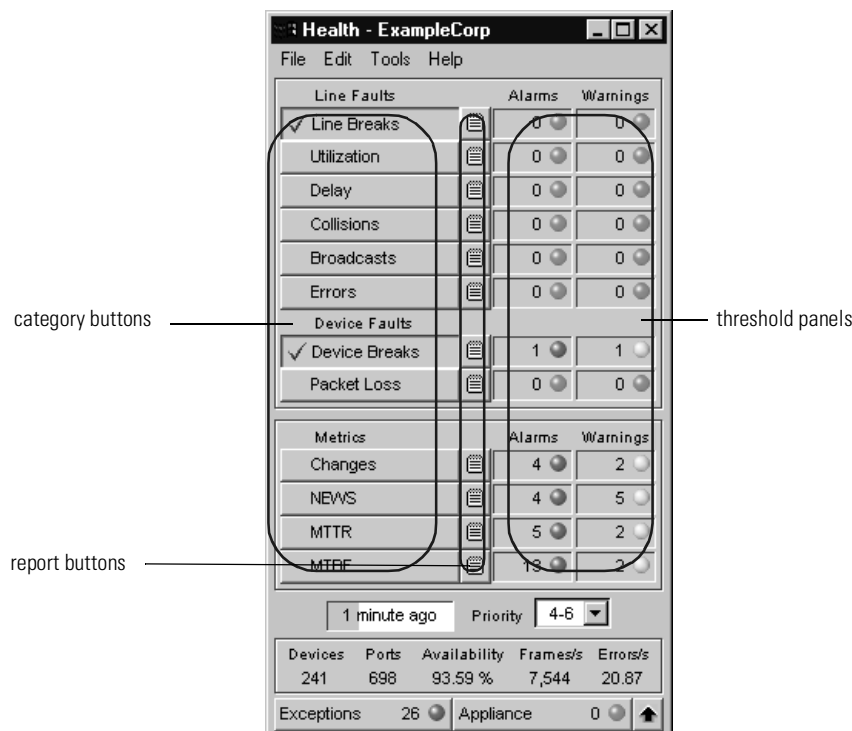 Health - ExampleCorp
File Edit Tools Help
Line Faults Alarms Warnings
Line Breaks 0 0
Utilization 0 0
Delay 0 0
Collisions 0 0
Broadcasts 0 0
Errors 0 0
category buttons
Device Faults
threshold panels
Device Breaks 1 1
Packet Loss 0 0
Metrics Alarms Warnings
Changes 4 2
NEWS 4 5
MTTR 5 2
report buttons
MTBF 13 2
1 minute ago Priority 4-6
Devices Ports Availability Frames/s Errors/s
241 698 93.59 % 7,544 20.87
Exceptions 26 Appliance 0